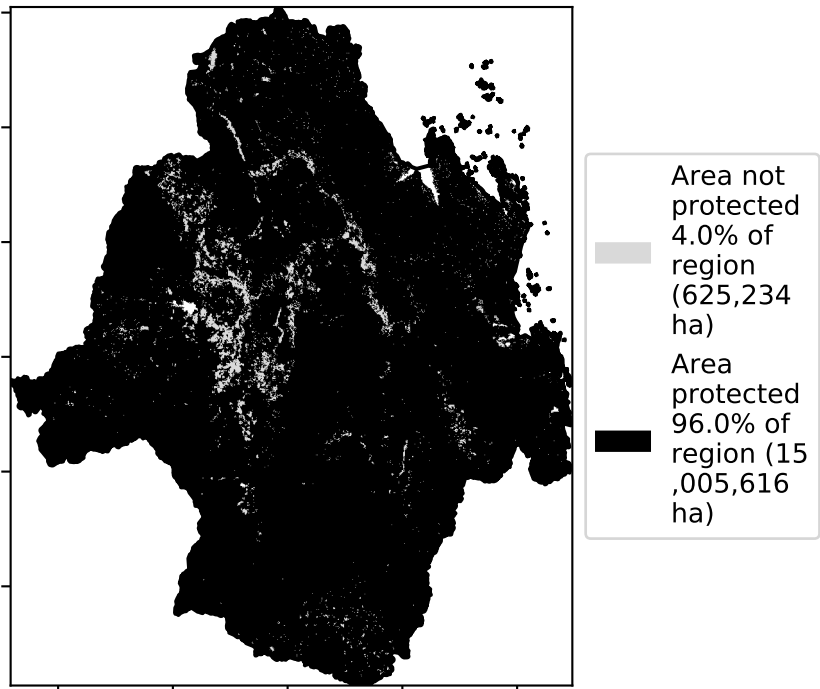 Area not
protected
4.0% of
region
(625,234
ha)
Area
protected
96.0% of
region (15
,005,616
ha)